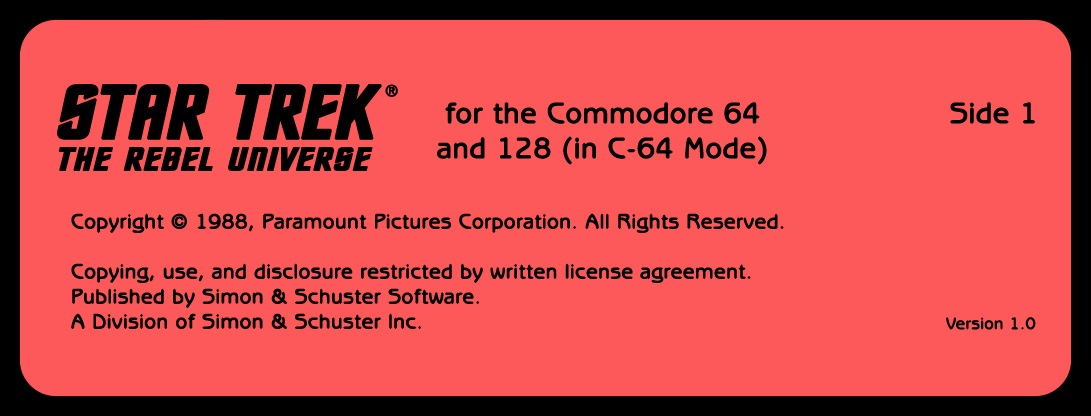 STAR TREK®
THE REBEL UNIVERSE
for the Commodore 64
and 128 (in C-64 Mode)
Side 1
Copyright © 1988, Paramount Pictures Corporation. All Rights Reserved.
Copying, use, and disclosure restricted by written license agreement.
Published by Simon & Schuster Software.
A Division of Simon & Schuster Inc.
Version 1.0